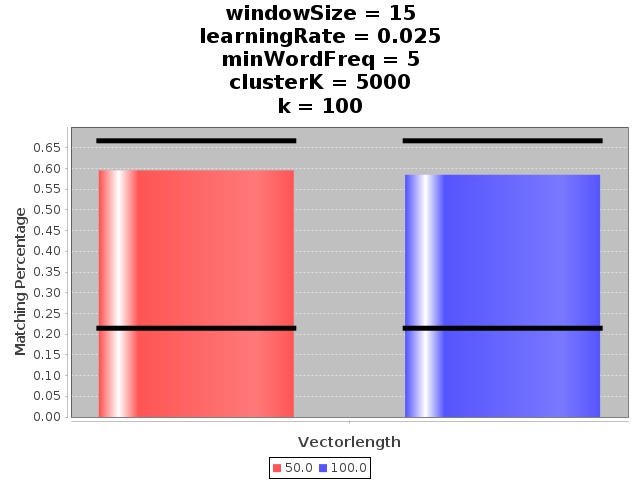 windowSize = 15
learningRate = 0.025
minWordFreq = 5
clusterK = 5000
k = 100
Matching Percentage
0.65
0.60
0.55
0.50
0.45
0.40
0.35
0.30
0.25
0.20
0.15
0.10
0.05
0.00
Vectorlength
50.0 100.0